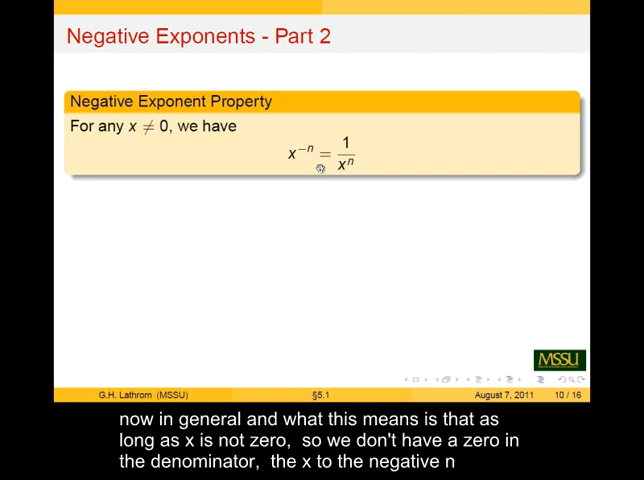 Negative Exponents - Part 2
Negative Exponent Property
For any x ≠ 0, we have
x⁻ⁿ = 1/xⁿ
MSSU
G.H. Lathrom (MSSU) §5.1 August 7, 2011 10 / 16
now in general and what this means is that as
long as x is not zero, so we don't have a zero in
the denominator, the x to the negative n